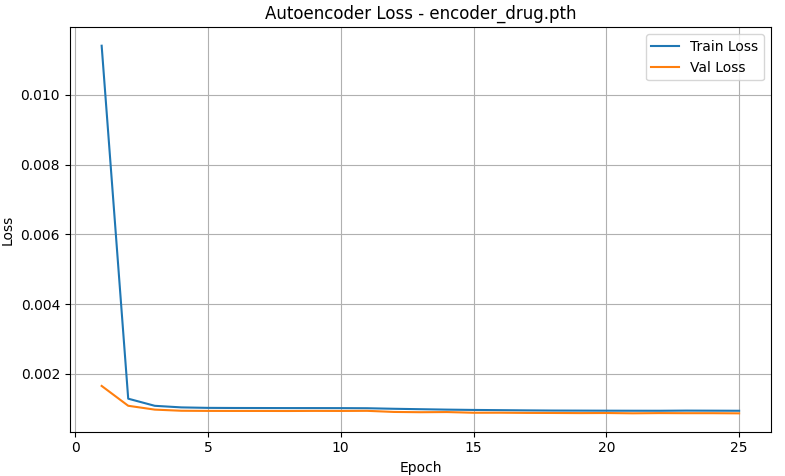 Autoencoder Loss - encoder_drug.pth
Train Loss
Val Loss
0.010
0.008
0.006
0.004
0.002
Loss
0 5 10 15 20 25
Epoch